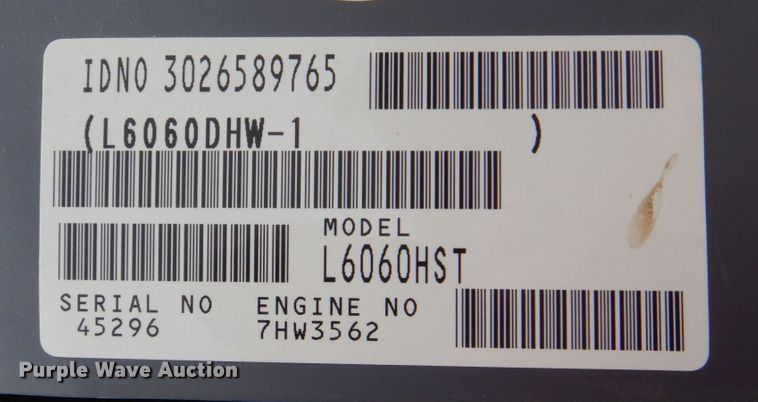 IDNO 3026589765
(L6060DHW-1 )
MODEL
L6060HST
SERIAL NO ENGINE NO
45296 7HW3562
Purple Wave Auction